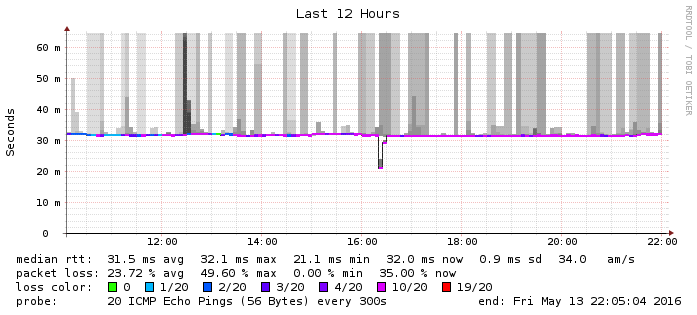 Last 12 Hours
RRDTOOL / TOBI OETIKER
Seconds
60 m
50 m
40 m
30 m
20 m
10 m
0
12:00 14:00 16:00 18:00 20:00 22:00
median rtt: 31.5 ms avg 32.1 ms max 21.1 ms min 32.0 ms now 0.9 ms sd 34.0 am/s
packet loss: 23.72 % avg 49.60 % max 0.00 % min 35.00 % now
loss color: 0 1/20 2/20 3/20 4/20 10/20 19/20
probe: 20 ICMP Echo Pings (56 Bytes) every 300s end: Fri May 13 22:05:04 2016